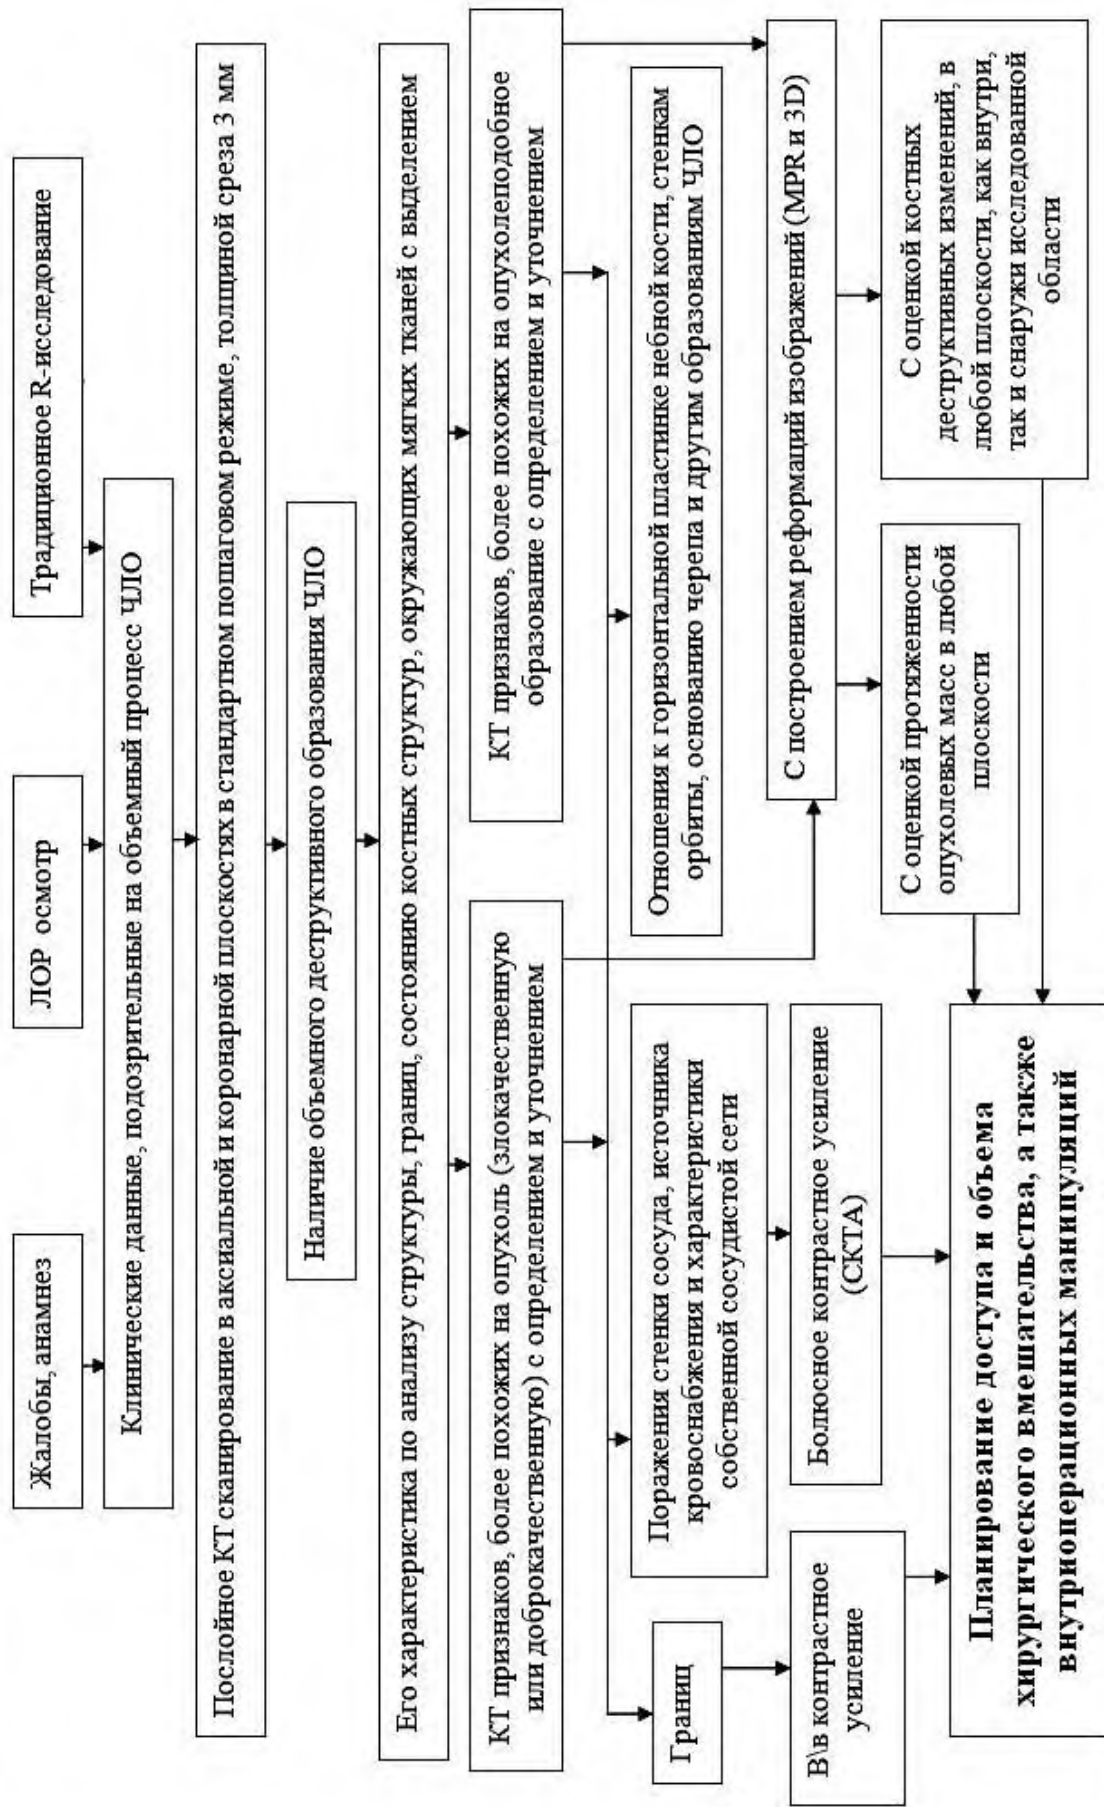 Жалобы, анамнез
ЛОР осмотр
Традиционное R-исследование
Клинические данные, подозрительные на объемный процесс ЧЛО
Послойное КТ сканирование в аксиальной и коронарной плоскостях в стандартном пошаговом режиме, толщиной среза 3 мм
Наличие объемного деструктивного образования ЧЛО
Его характеристика по анализу структуры, границ, состоянию костных структур, окружающих мягких тканей с выделением
КТ признаков, более похожих на опухоль (злокачественную
или доброкачественную) с определением и уточнением
КТ признаков, более похожих на опухолеподобное
образование с определением и уточнением
Границ
Поражения стенки сосуда, источника
кровоснабжения и характеристики
собственной сосудистой сети
Отношения к горизонтальной пластинке небной кости, стенкам
орбиты, основанию черепа и другим образованиям ЧЛО
В\в контрастное
усиление
Болюсное контрастное усиление
(СКТА)
С построением реформаций изображений (MPR и 3D)
С оценкой протяженности
опухолевых масс в любой
плоскости
С оценкой костных
деструктивных изменений, в
любой плоскости, как внутри,
так и снаружи исследованной
области
Планирование доступа и объема
хирургического вмешательства, а также
внутриоперационных манипуляций